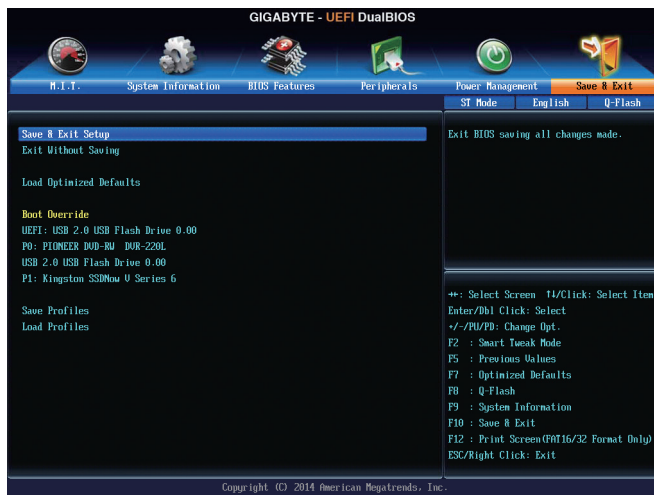 GIGABYTE - UEFI DualBIOS
M.I.T.
System Information
BIOS Features
Peripherals
Power Management
Save & Exit
ST Mode
English
Q-Flash
Save & Exit Setup
Exit Without Saving
Load Optimized Defaults
Boot Override
UEFI: USB 2.0 USB Flash Drive 0.00
P0: PIONEER DVD-RW DVR-220L
USB 2.0 USB Flash Drive 0.00
P1: Kingston SSDNow V Series 6
Save Profiles
Load Profiles
Exit BIOS saving all changes made.
→←: Select Screen ↑↓/Click: Select Item
Enter/Dbl Click: Select
+/-/PU/PD: Change Opt.
F2 : Smart Tweak Mode
F5 : Previous Values
F7 : Optimized Defaults
F8 : Q-Flash
F9 : System Information
F10 : Save & Exit
F12 : Print Screen(FAT16/32 Format Only)
ESC/Right Click: Exit
Copyright (C) 2014 American Megatrends, Inc.